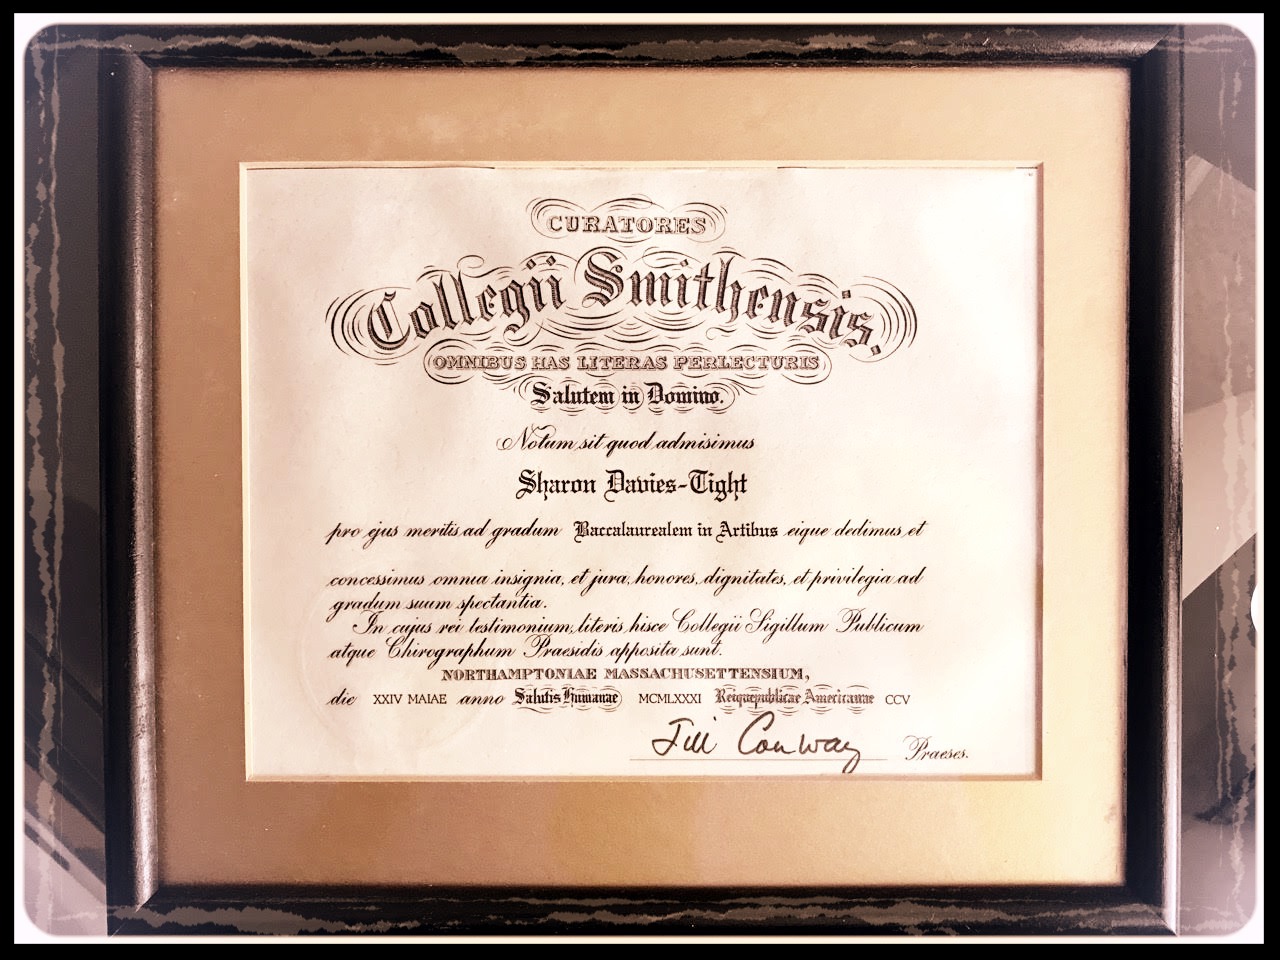 CURATORES
Collegii Smithensis.
OMNIBUS HAS LITERAS PERLECTURIS
Salutem in Domino.
Notum sit quod admisimus
Sharon Davies-Tight
pro ejus meritis ad gradum Baccalaurealem in Artibus eique dedimus et
concessimus omnia insignia, et jura, honores, dignitates, et privilegia ad
gradum suum spectantia.
In cujus rei testimonium, literis hisce Collegii Sigillum Publicum
atque Chirographum Praesidis apposita sunt.
NORTHAMPTONIAE MASSACHUSETTENSIUM,
die XXIV MAIAE anno Salutis Humanae MCMLXXXI Reiquepublicae Americanae CCV
Jill Conway Praeses.